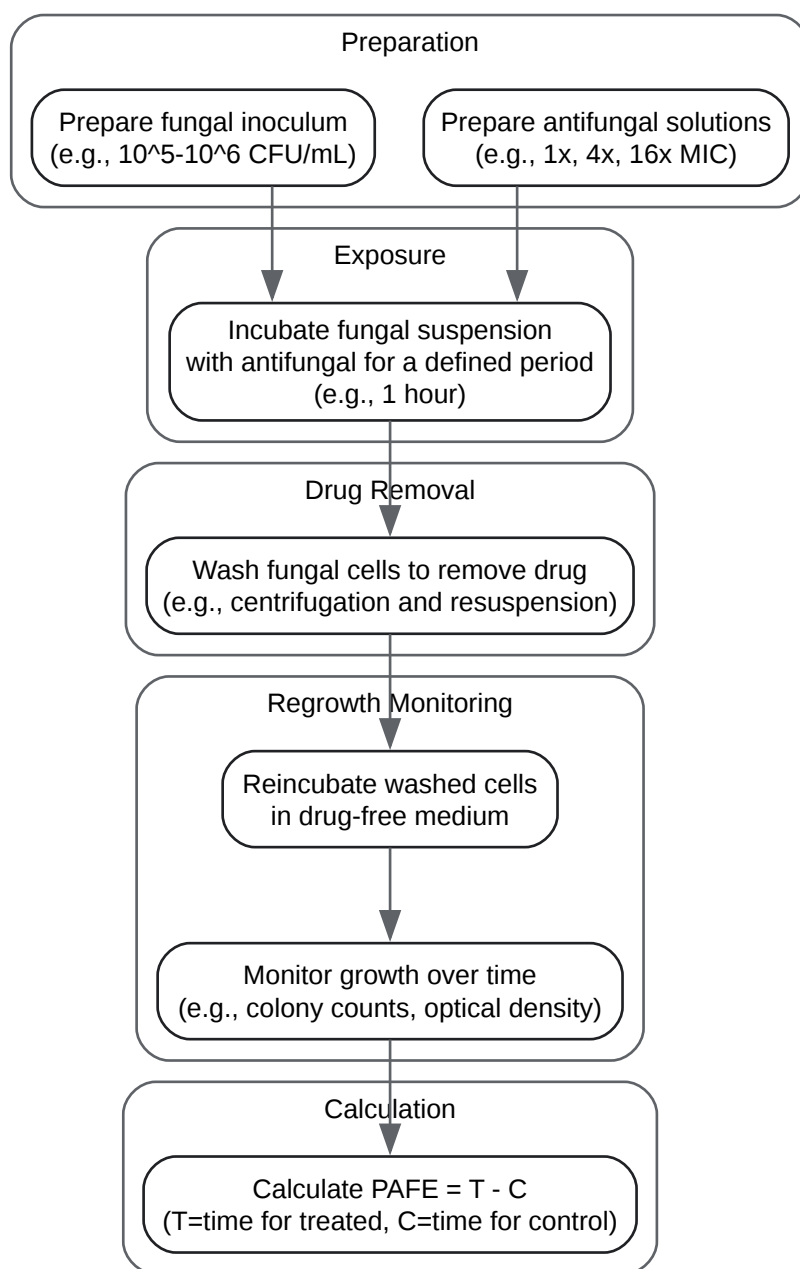 Preparation
Prepare fungal inoculum
(e.g., 10^5-10^6 CFU/mL)
Prepare antifungal solutions
(e.g., 1x, 4x, 16x MIC)
Exposure
Incubate fungal suspension
with antifungal for a defined period
(e.g., 1 hour)
Drug Removal
Wash fungal cells to remove drug
(e.g., centrifugation and resuspension)
Regrowth Monitoring
Reincubate washed cells
in drug-free medium
Monitor growth over time
(e.g., colony counts, optical density)
Calculation
Calculate PAFE = T - C
(T=time for treated, C=time for control)